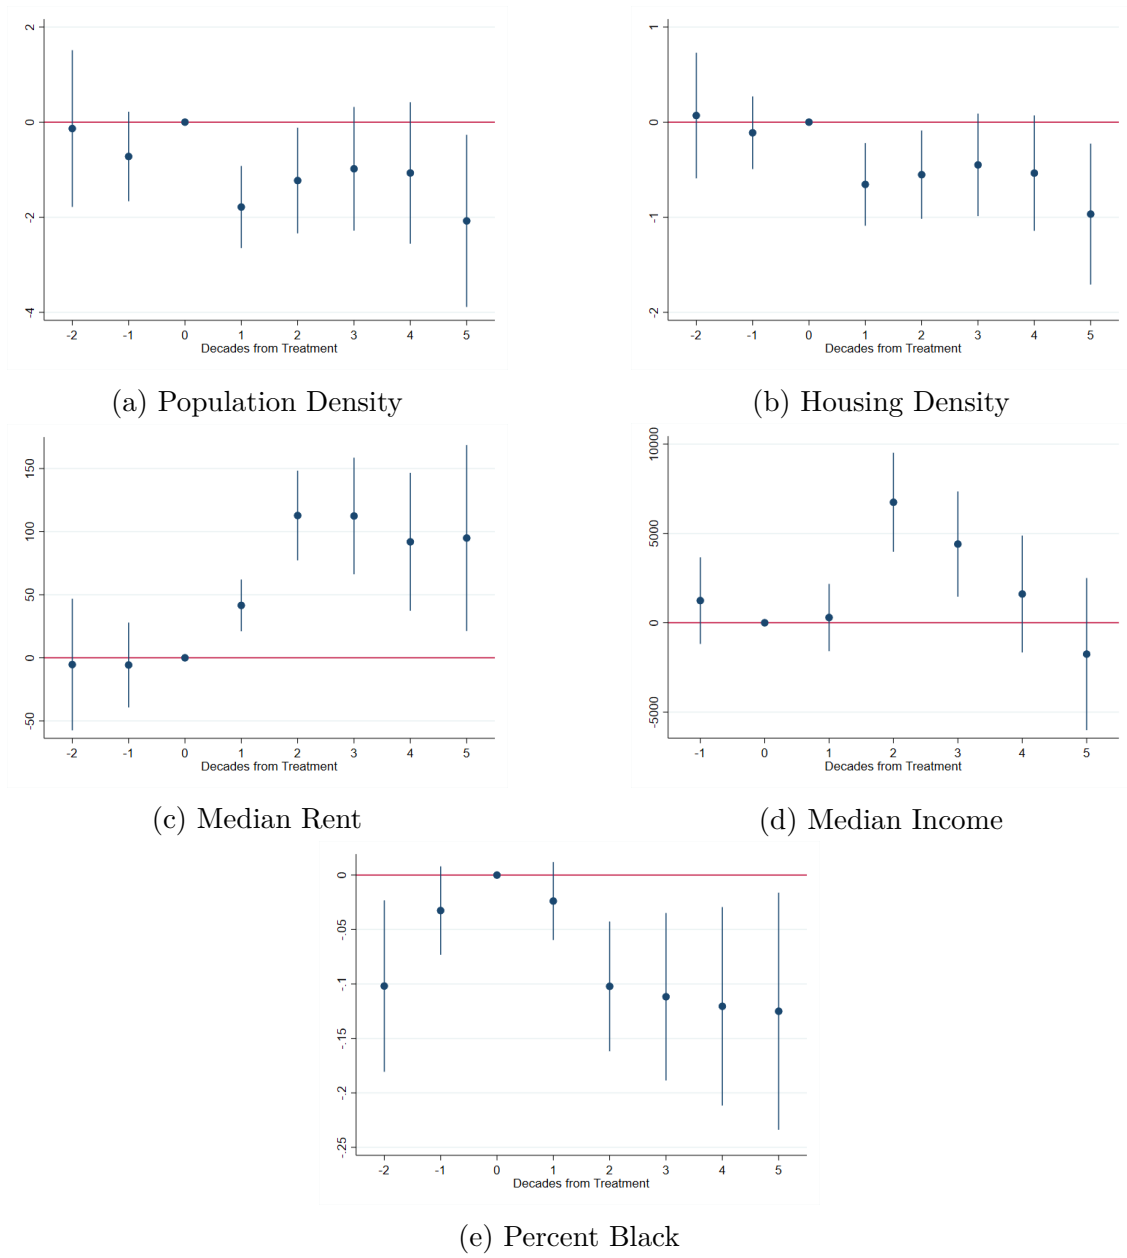 2
0
-2
-4
-2 -1 0 1 2 3 4 5
Decades from Treatment
(a) Population Density
1
0
-1
-2
-2 -1 0 1 2 3 4 5
Decades from Treatment
(b) Housing Density
150
100
50
0
-50
-2 -1 0 1 2 3 4 5
Decades from Treatment
(c) Median Rent
10000
5000
0
-5000
-1 0 1 2 3 4 5
Decades from Treatment
(d) Median Income
0
-.05
-.1
-.15
-.2
-.25
-2 -1 0 1 2 3 4 5
Decades from Treatment
(e) Percent Black